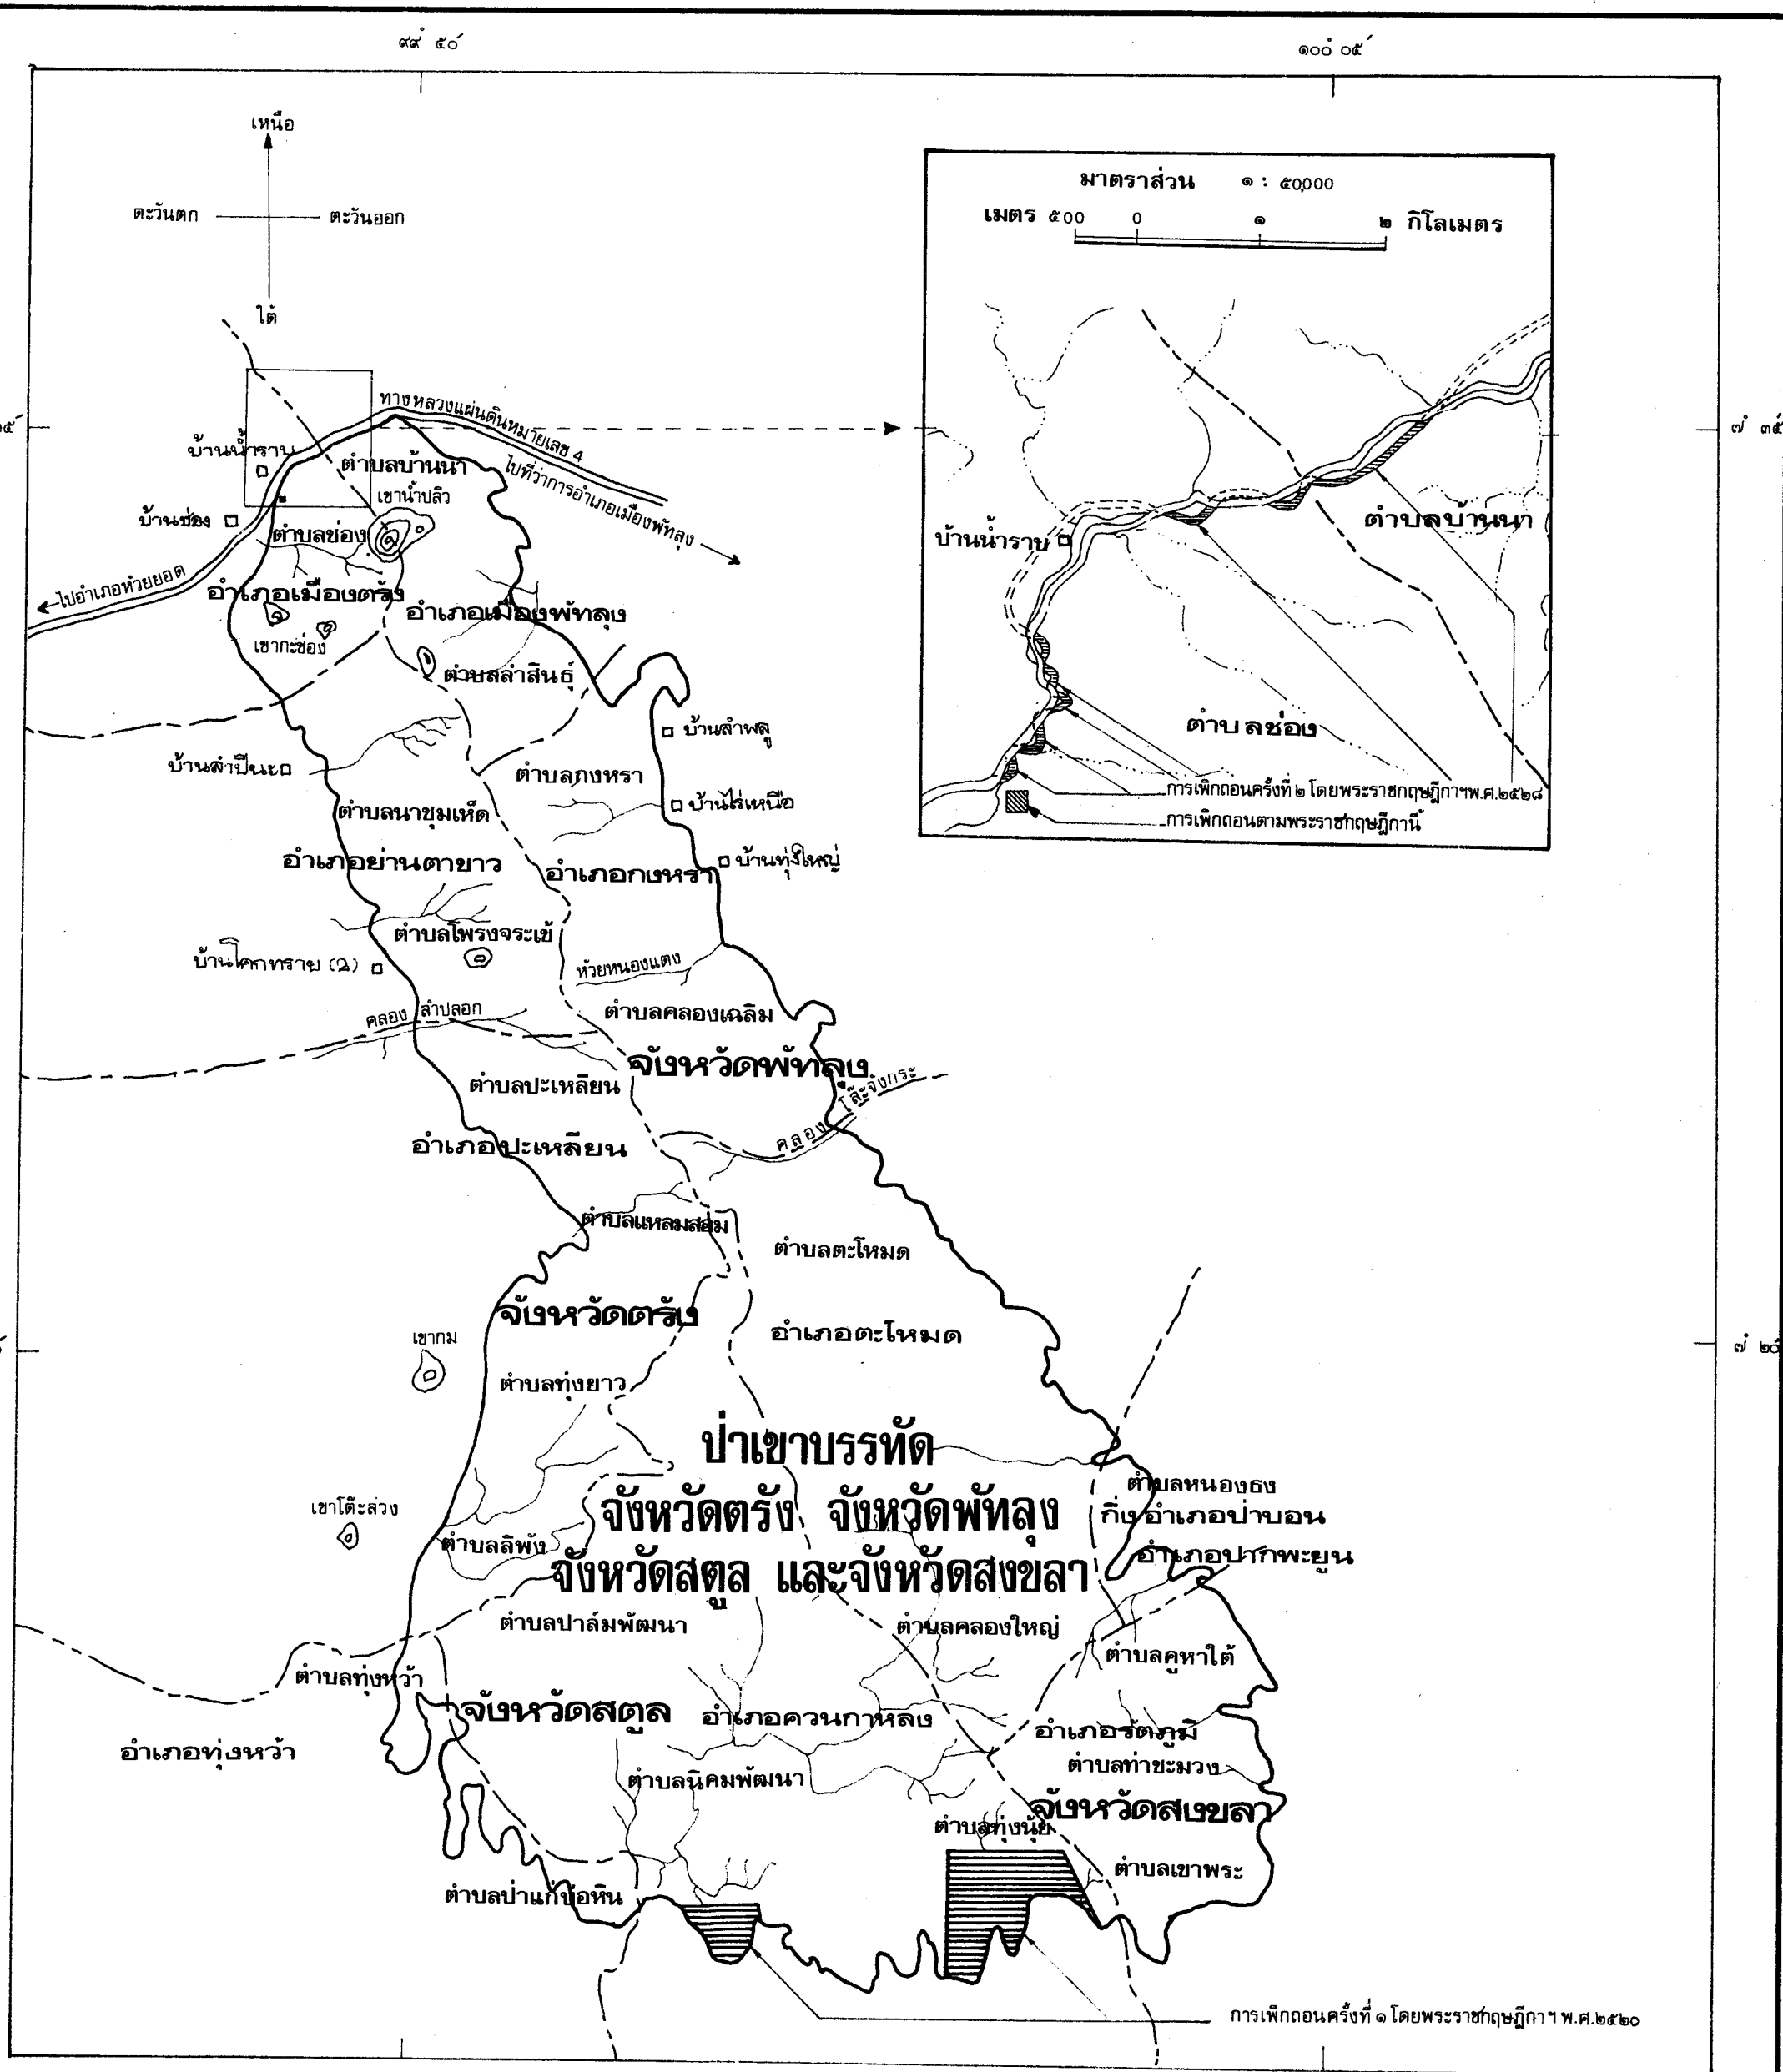 ๙๙° ๕๐′
๑๐๐° ๐๕′
เหนือ
ตะวันตก
ตะวันออก
ใต้
มาตราส่วน ๑ : ๕๐,๐๐๐
เมตร ๕๐๐ ๐ ๑ ๒ กิโลเมตร
ทางหลวงแผ่นดินหมายเลข 4
ไปที่ว่าการอำเภอเมืองพัทลุง
๗° ๓๕′
บ้านน้ำราบ
ตำบลบ้านนา
เขาน้ำปลิว
บ้านช่อง
ตำบลช่อง
ไปอำเภอห้วยยอด
อำเภอเมืองตรัง
อำเภอเมืองพัทลุง
เขากะช่อง
ตำบลลำสินธุ์
ตำบลบ้านนา
บ้านน้ำราบ
ตำบลช่อง
การเพิกถอนครั้งที่ ๒ โดยพระราชกฤษฎีกาฯพ.ศ.๒๕๒๘
การเพิกถอนตามพระราชกฤษฎีกานี้
บ้านลำพลู
บ้านลำปีนะ
ตำบลกงหรา
บ้านไร่เหนือ
ตำบลนาชุมเห็ด
อำเภอย่านตาขาว
อำเภอกงหรา
บ้านทุ่งใหญ่
ตำบลโพรงจระเข้
บ้านโคกทราย (๑)
ห้วยหนองแตง
คลอง ลำปลอก
ตำบลคลองเฉลิม
จังหวัดพัทลุง
ตำบลปะเหลียน
คลอง โล๊ะจังกระ
อำเภอปะเหลียน
ตำบลแหลมสอม
ตำบลตะโหมด
จังหวัดตรัง
อำเภอตะโหมด
เขากม
๗° ๒๐′
ตำบลทุ่งยาว
ป่าเขาบรรทัด
จังหวัดตรัง จังหวัดพัทลุง
จังหวัดสตูล และจังหวัดสงขลา
ตำบลหนองธง
กิ่งอำเภอป่าบอน
อำเภอปากพะยูน
เขาโต๊ะล่วง
ตำบลลิพัง
ตำบลปาล์มพัฒนา
ตำบลคลองใหญ่
ตำบลคูหาใต้
ตำบลทุ่งหว้า
จังหวัดสตูล
อำเภอควนกาหลง
อำเภอรัตภูมิ
อำเภอทุ่งหว้า
ตำบลท่าชะมวง
ตำบลนิคมพัฒนา
จังหวัดสงขลา
ตำบลทุ่งนุ้ย
ตำบลเขาพระ
ตำบลป่าแก่บ่อหิน
การเพิกถอนครั้งที่ ๑ โดยพระราชกฤษฎีกา ฯ พ.ศ.๒๕๒๐